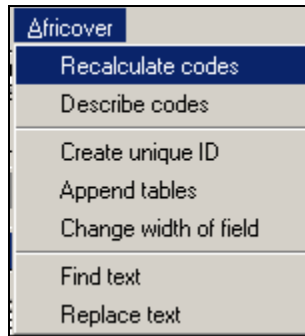 Africover
Recalculate codes
Describe codes
Create unique ID
Append tables
Change width of field
Find text
Replace text